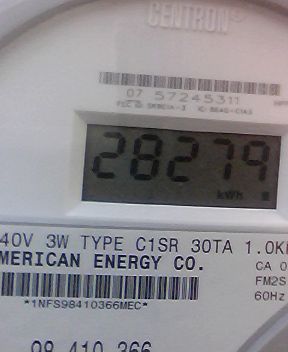 CENTRON®
07 57245311
28279
kWh
40V 3W TYPE C1SR 30TA 1.0K
MERICAN ENERGY CO.
CA 0
FM2S
60Hz
*1NFS98410366MEC*
98 410 366